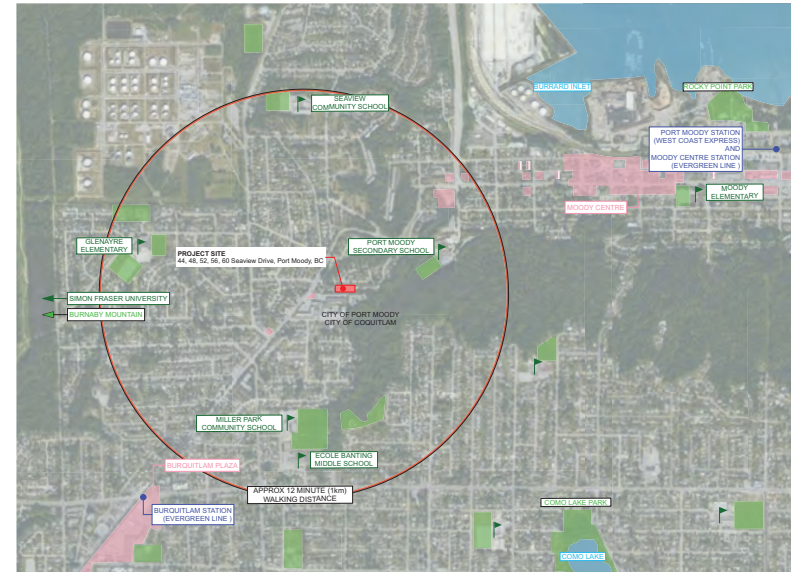 BURRARD INLET
ROCKY POINT PARK
SEAVIEW
COMMUNITY SCHOOL
PORT MOODY STATION
(WEST COAST EXPRESS)
AND
MOODY CENTRE STATION
(EVERGREEN LINE )
MOODY
ELEMENTARY
MOODY CENTRE
GLENAYRE
ELEMENTARY
PROJECT SITE
44, 48, 52, 56, 60 Seaview Drive, Port Moody, BC
PORT MOODY
SECONDARY SCHOOL
SIMON FRASER UNIVERSITY
BURNABY MOUNTAIN
CITY OF PORT MOODY
CITY OF COQUITLAM
MILLER PARK
COMMUNITY SCHOOL
ECOLE BANTING
MIDDLE SCHOOL
BURQUITLAM PLAZA
APPROX 12 MINUTE (1km)
WALKING DISTANCE
BURQUITLAM STATION
(EVERGREEN LINE )
COMO LAKE PARK
COMO LAKE